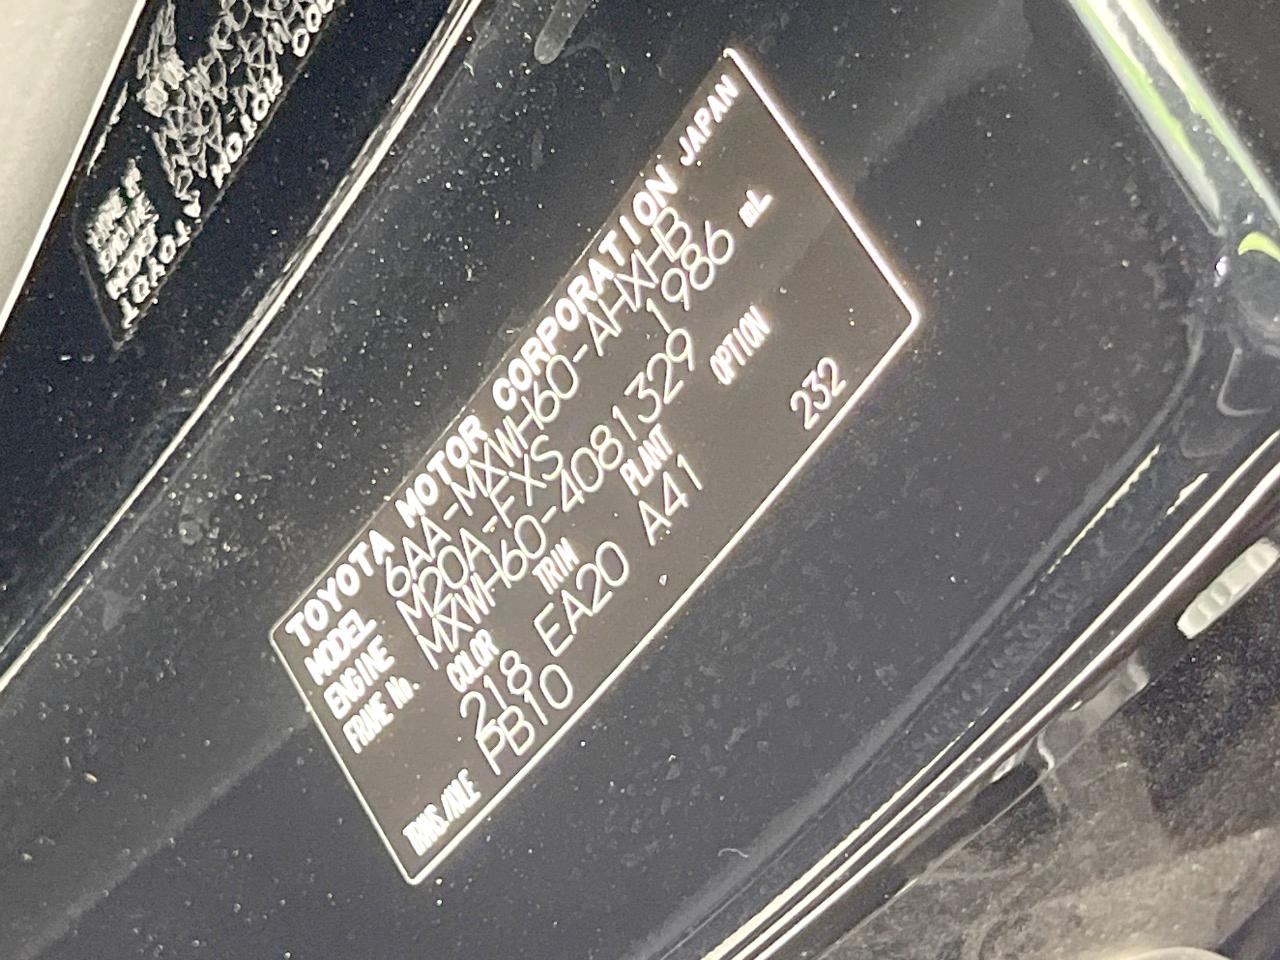 TOYOTA MOTOR CORPORATION JAPAN
MODEL 6AA-MXWH60-AHXHB
ENGINE M20A-FXS 1986 mL
FRAME No. MXWH60-4081329
COLOR TRIM PLANT OPTION
218 EA20 A41 232
TRANS./AXLE PB10